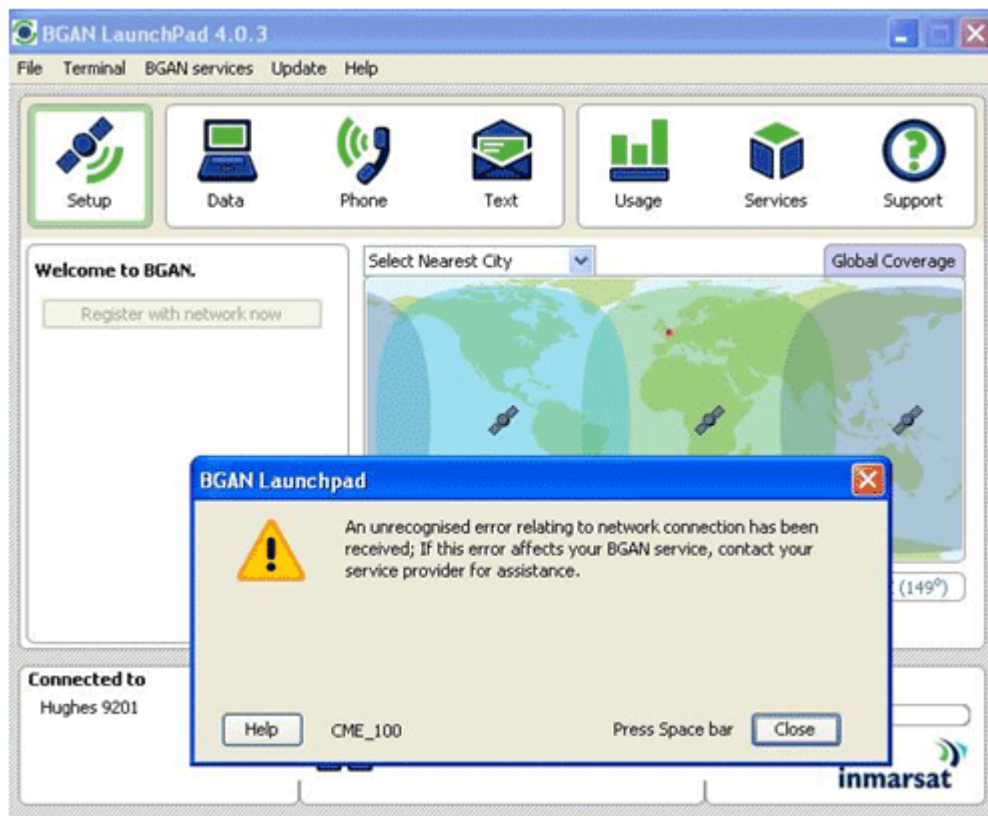 BGAN LaunchPad 4.0.3
File Terminal BGAN services Update Help
Setup Data Phone Text Usage Services Support
Welcome to BGAN.
Register with network now
Select Nearest City
Global Coverage
(149°)
BGAN Launchpad
An unrecognised error relating to network connection has been
received; If this error affects your BGAN service, contact your
service provider for assistance.
Help CME_100 Press Space bar Close
Connected to
Hughes 9201
inmarsat